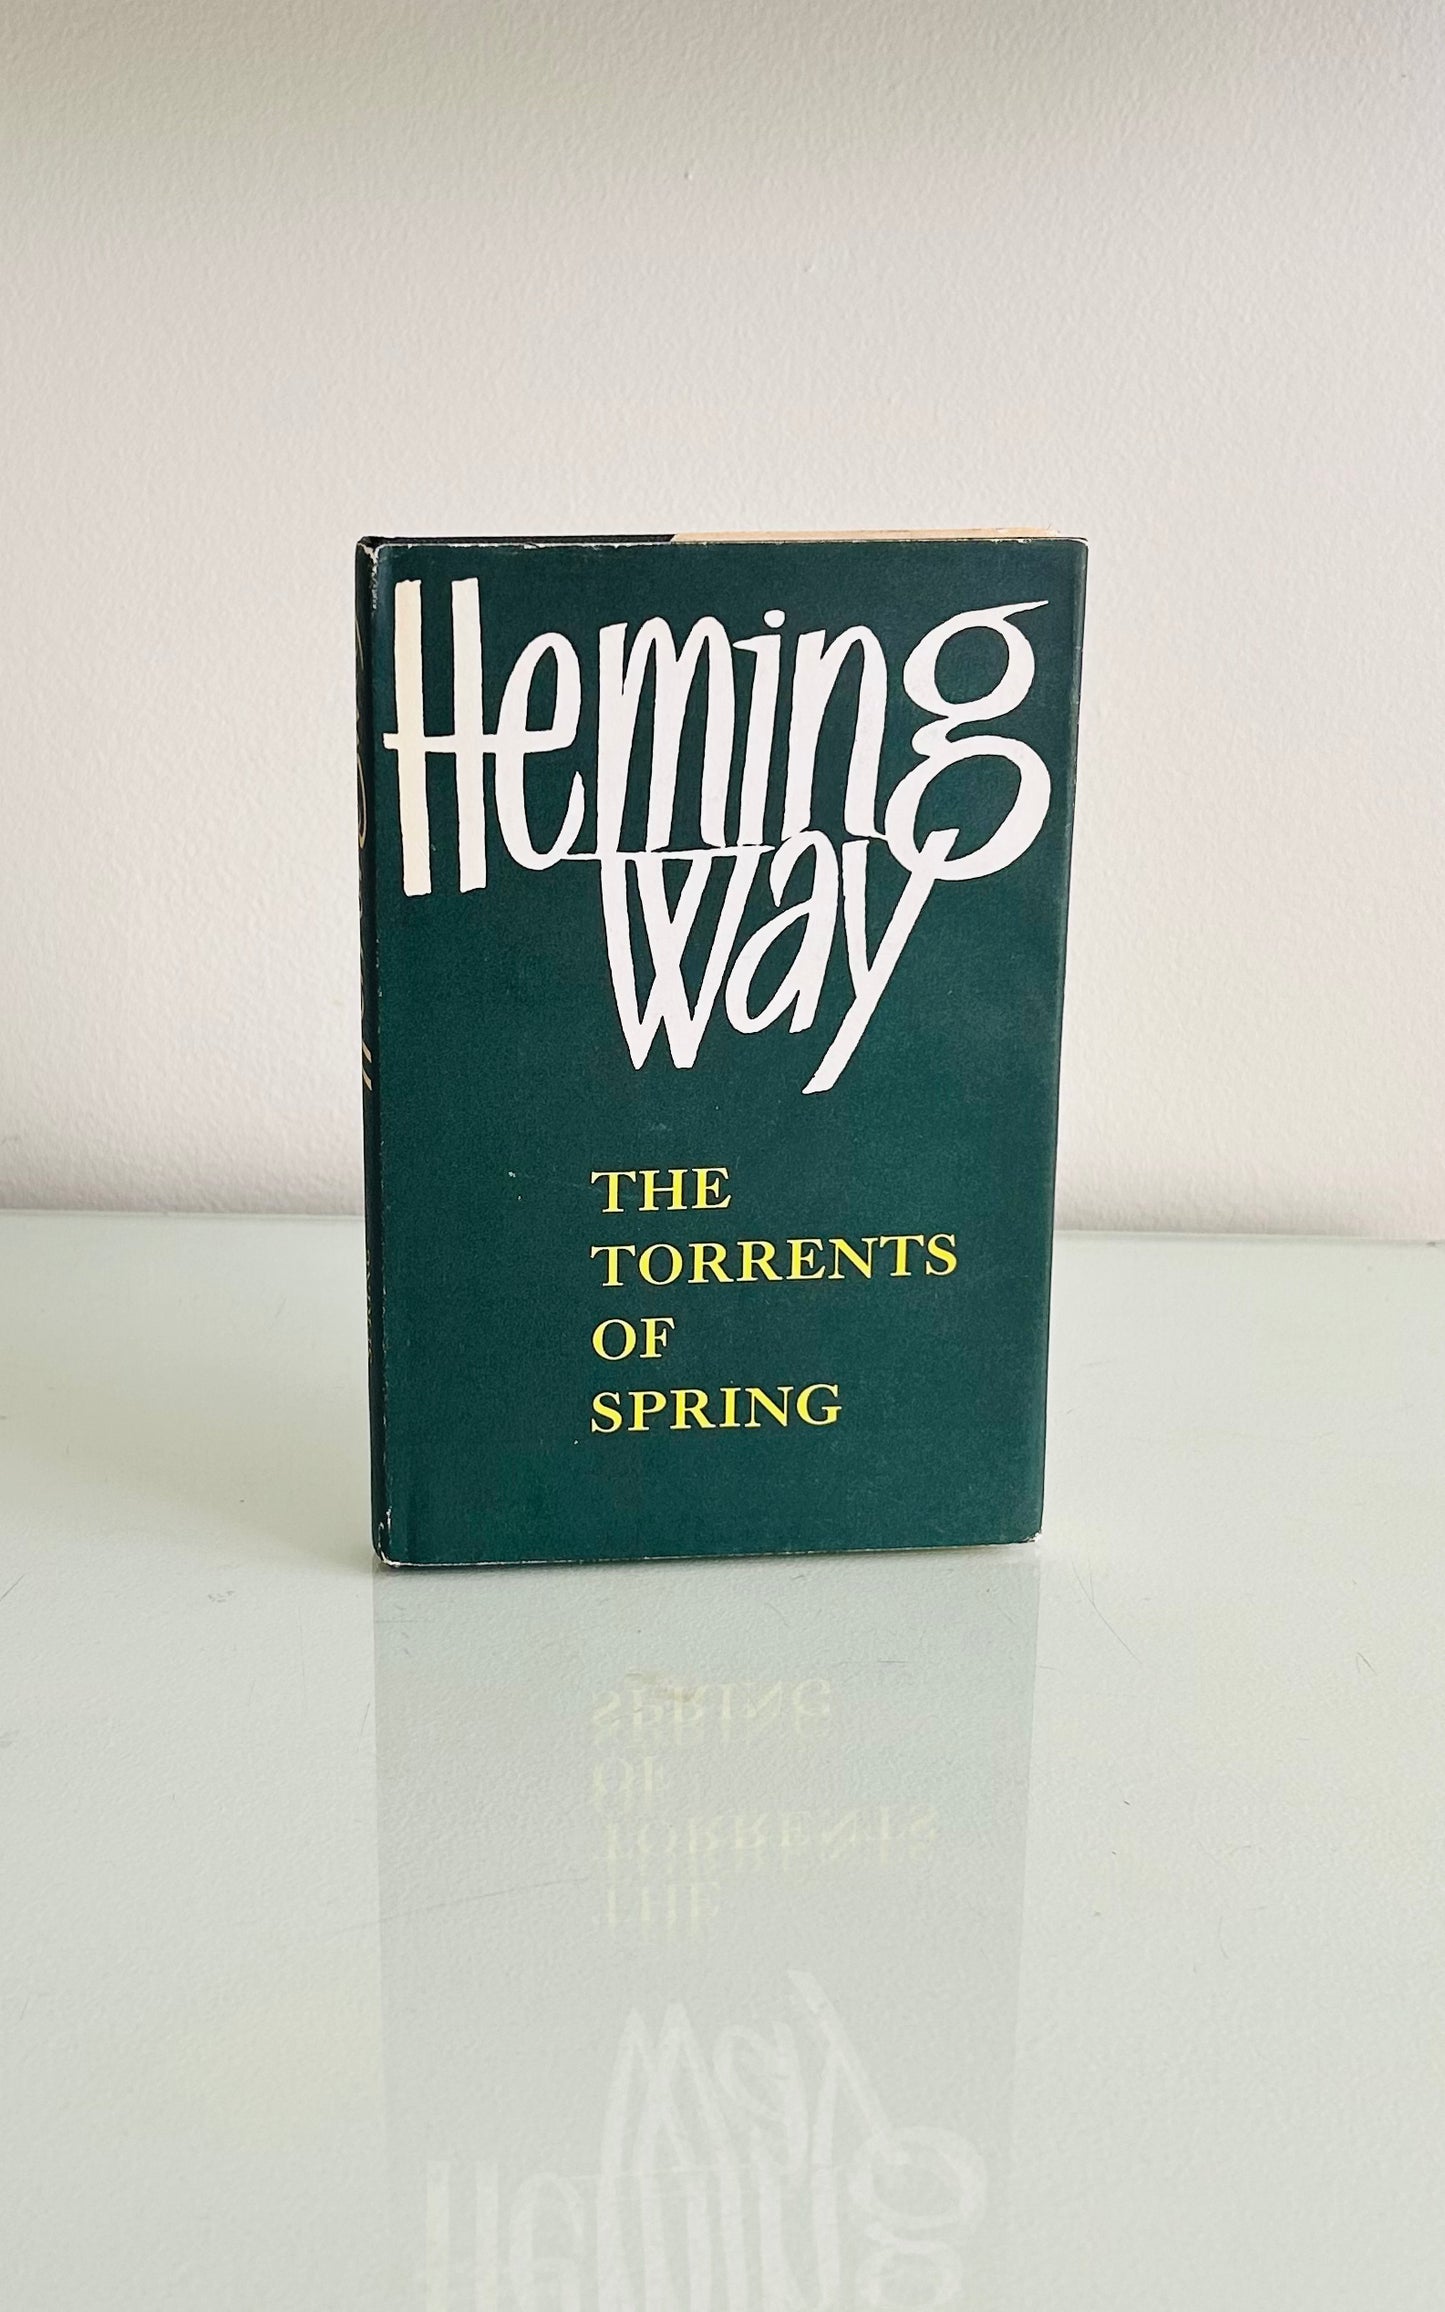 Heming
way
THE
TORRENTS
OF
SPRING